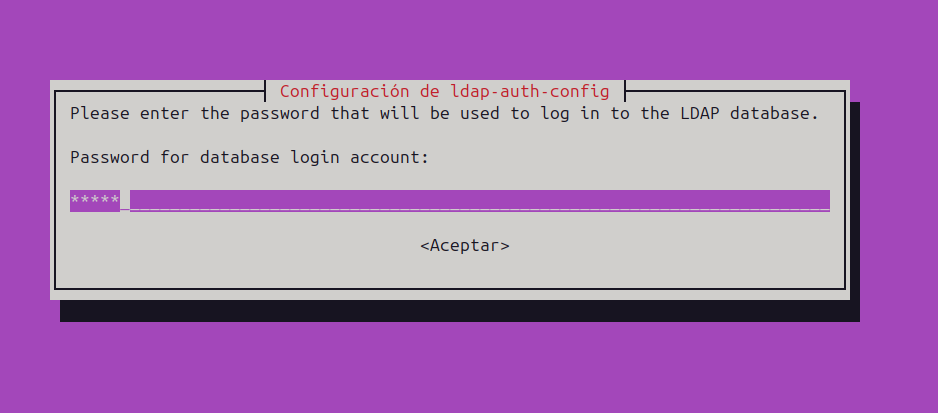 Configuración de ldap-auth-config
Please enter the password that will be used to log in to the LDAP database.
Password for database login account:
*****
<Aceptar>